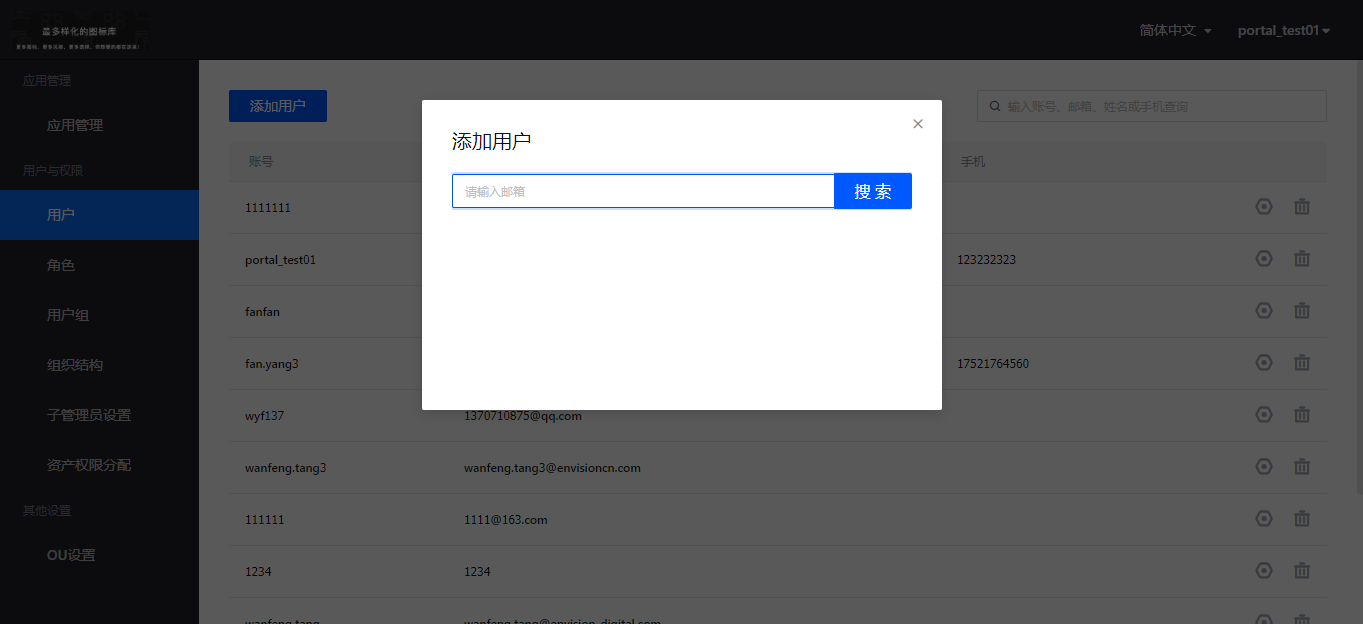 最多样化的图标库
简体中文
portal_test01
应用管理
应用管理
用户与权限
用户
角色
用户组
组织结构
子管理员设置
资产权限分配
其他设置
OU设置
添加用户
输入账号、邮箱、姓名或手机查询
添加用户
请输入邮箱
搜 索
账号
手机
1111111
portal_test01
123232323
fanfan
fan.yang3
17521764560
wyf137
1370710875@qq.com
wanfeng.tang3
wanfeng.tang3@envisioncn.com
111111
1111@163.com
1234
1234
wanfeng.tang
wanfeng.tang@envision-digital.com